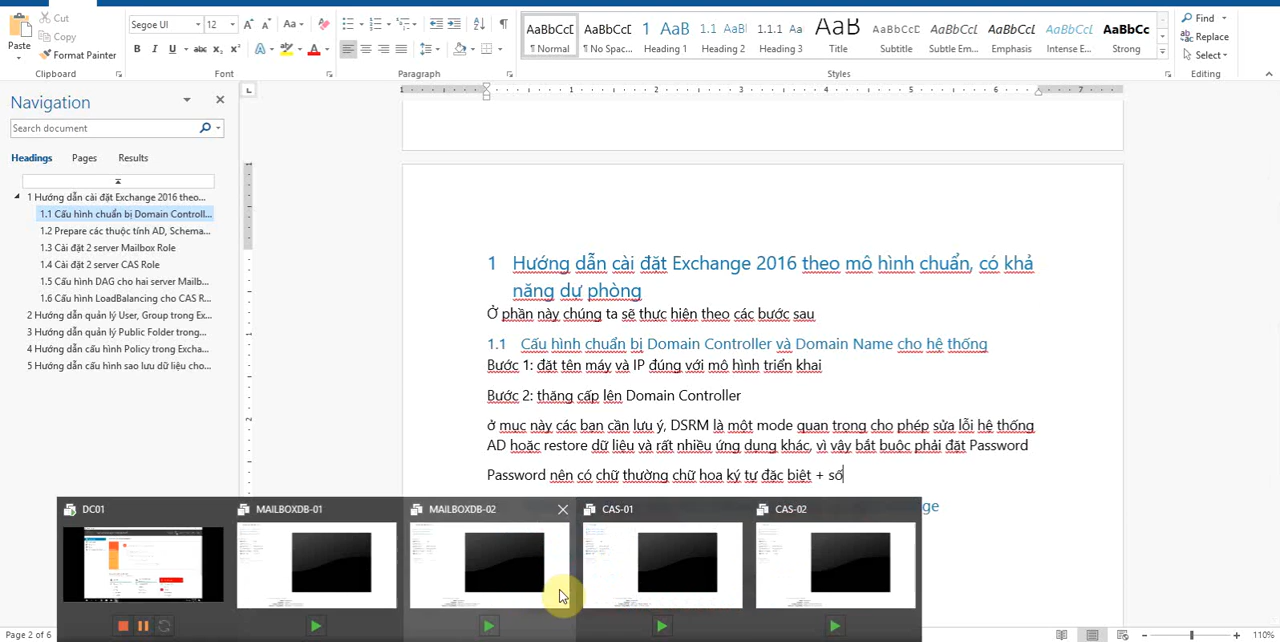 Cut
Copy
Format Painter
Paste
Clipboard
Segoe UI
12
Aa
B I U abc X₂ X²
A
Font
Paragraph
AaBbCcI
¶ Normal
AaBbCcI
¶ No Spac...
1 AaB
Heading 1
1.1 AaBl
Heading 2
1.1.1 Aa
Heading 3
AaB
Title
AaBbCcC
Subtitle
AaBbCcI
Subtle Em...
AaBbCcI
Emphasis
AaBbCcI
Intense E...
AaBbCc
Strong
Styles
Find
Replace
Select
Editing
Navigation
Search document
Headings Pages Results
1 Hướng dẫn cài đặt Exchange 2016 theo...
1.1 Cấu hình chuẩn bị Domain Controll...
1.2 Prepare các thuộc tính AD, Schema...
1.3 Cài đặt 2 server Mailbox Role
1.4 Cài đặt 2 server CAS Role
1.5 Cấu hình DAG cho hai server Mailb...
1.6 Cấu hình LoadBalancing cho CAS R...
2 Hướng dẫn quản lý User, Group trong Ex...
3 Hướng dẫn quản lý Public Folder trong...
4 Hướng dẫn cấu hình Policy trong Excha...
5 Hướng dẫn cấu hình sao lưu dữ liệu cho...
1 1 2 3 4 5 6 7
1 Hướng dẫn cài đặt Exchange 2016 theo mô hình chuẩn, có khả
năng dự phòng
Ở phần này chúng ta sẽ thực hiện theo các bước sau
1.1 Cấu hình chuẩn bị Domain Controller và Domain Name cho hệ thống
Bước 1: đặt tên máy và IP đúng với mô hình triển khai
Bước 2: thăng cấp lên Domain Controller
ở mục này các bạn cần lưu ý, DSRM là một mode quan trọng cho phép sửa lỗi hệ thống
AD hoặc restore dữ liệu và rất nhiều ứng dụng khác, vì vậy bắt buộc phải đặt Password
Password nên có chữ thường chữ hoa ký tự đặc biệt + số
ge
DC01
MAILBOXDB-01
MAILBOXDB-02
CAS-01
CAS-02
Page 2 of 6
110%